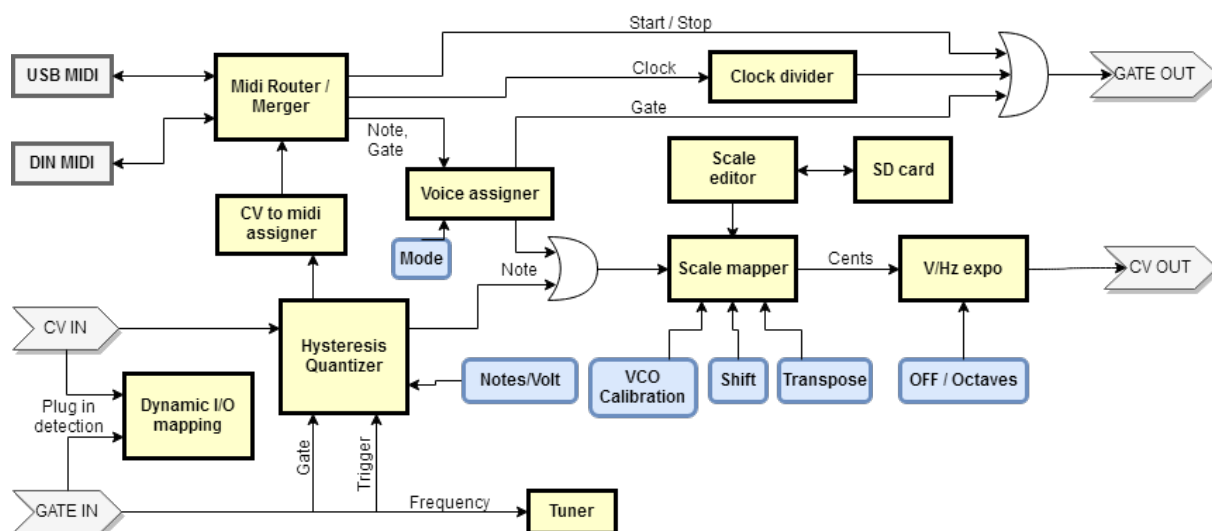 Start / Stop
USB MIDI
Midi Router /
Merger
Clock
Clock divider
GATE OUT
Gate
Note,
Gate
DIN MIDI
Voice assigner
Scale
editor
SD card
CV to midi
assigner
Mode
Note
Scale mapper
Cents
V/Hz expo
CV OUT
CV IN
Hysteresis
Quantizer
Notes/Volt
VCO
Calibration
Shift
Transpose
OFF / Octaves
Plug in
detection
Dynamic I/O
mapping
Gate
Trigger
GATE IN
Frequency
Tuner